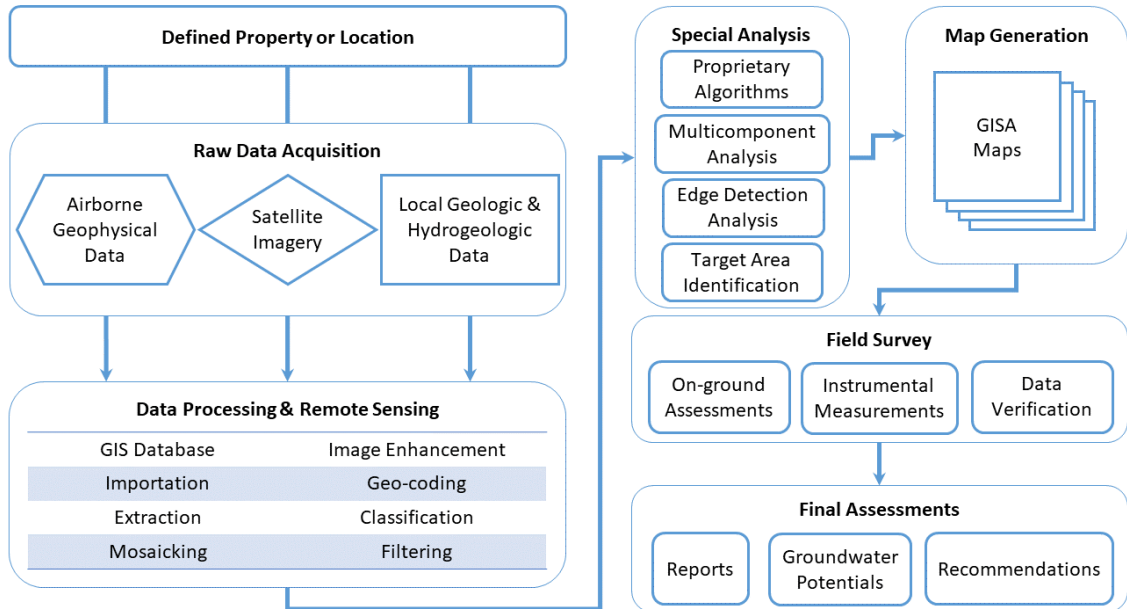 Defined Property or Location
Raw Data Acquisition
Airborne
Geophysical
Data
Satellite
Imagery
Local Geologic &
Hydrogeologic
Data
Data Processing & Remote Sensing
GIS Database
Image Enhancement
Importation
Geo-coding
Extraction
Classification
Mosaicking
Filtering
Special Analysis
Proprietary
Algorithms
Multicomponent
Analysis
Edge Detection
Analysis
Target Area
Identification
Map Generation
GISA
Maps
Field Survey
On-ground
Assessments
Instrumental
Measurements
Data
Verification
Final Assessments
Reports
Groundwater
Potentials
Recommendations